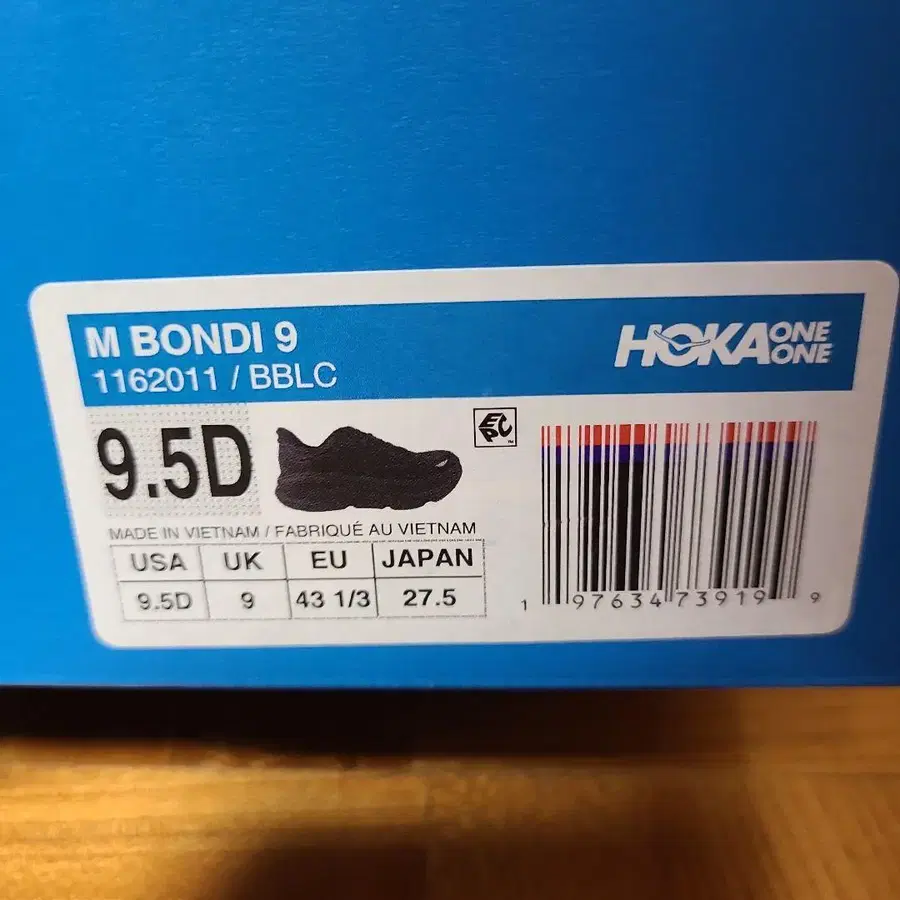 M BONDI 9
1162011 / BBLC
HOKA ONE ONE
9.5D
EPC™
MADE IN VIETNAM / FABRIQUÉ AU VIETNAM
USA UK EU JAPAN
9.5D 9 43 1/3 27.5
1 97634 73919 9